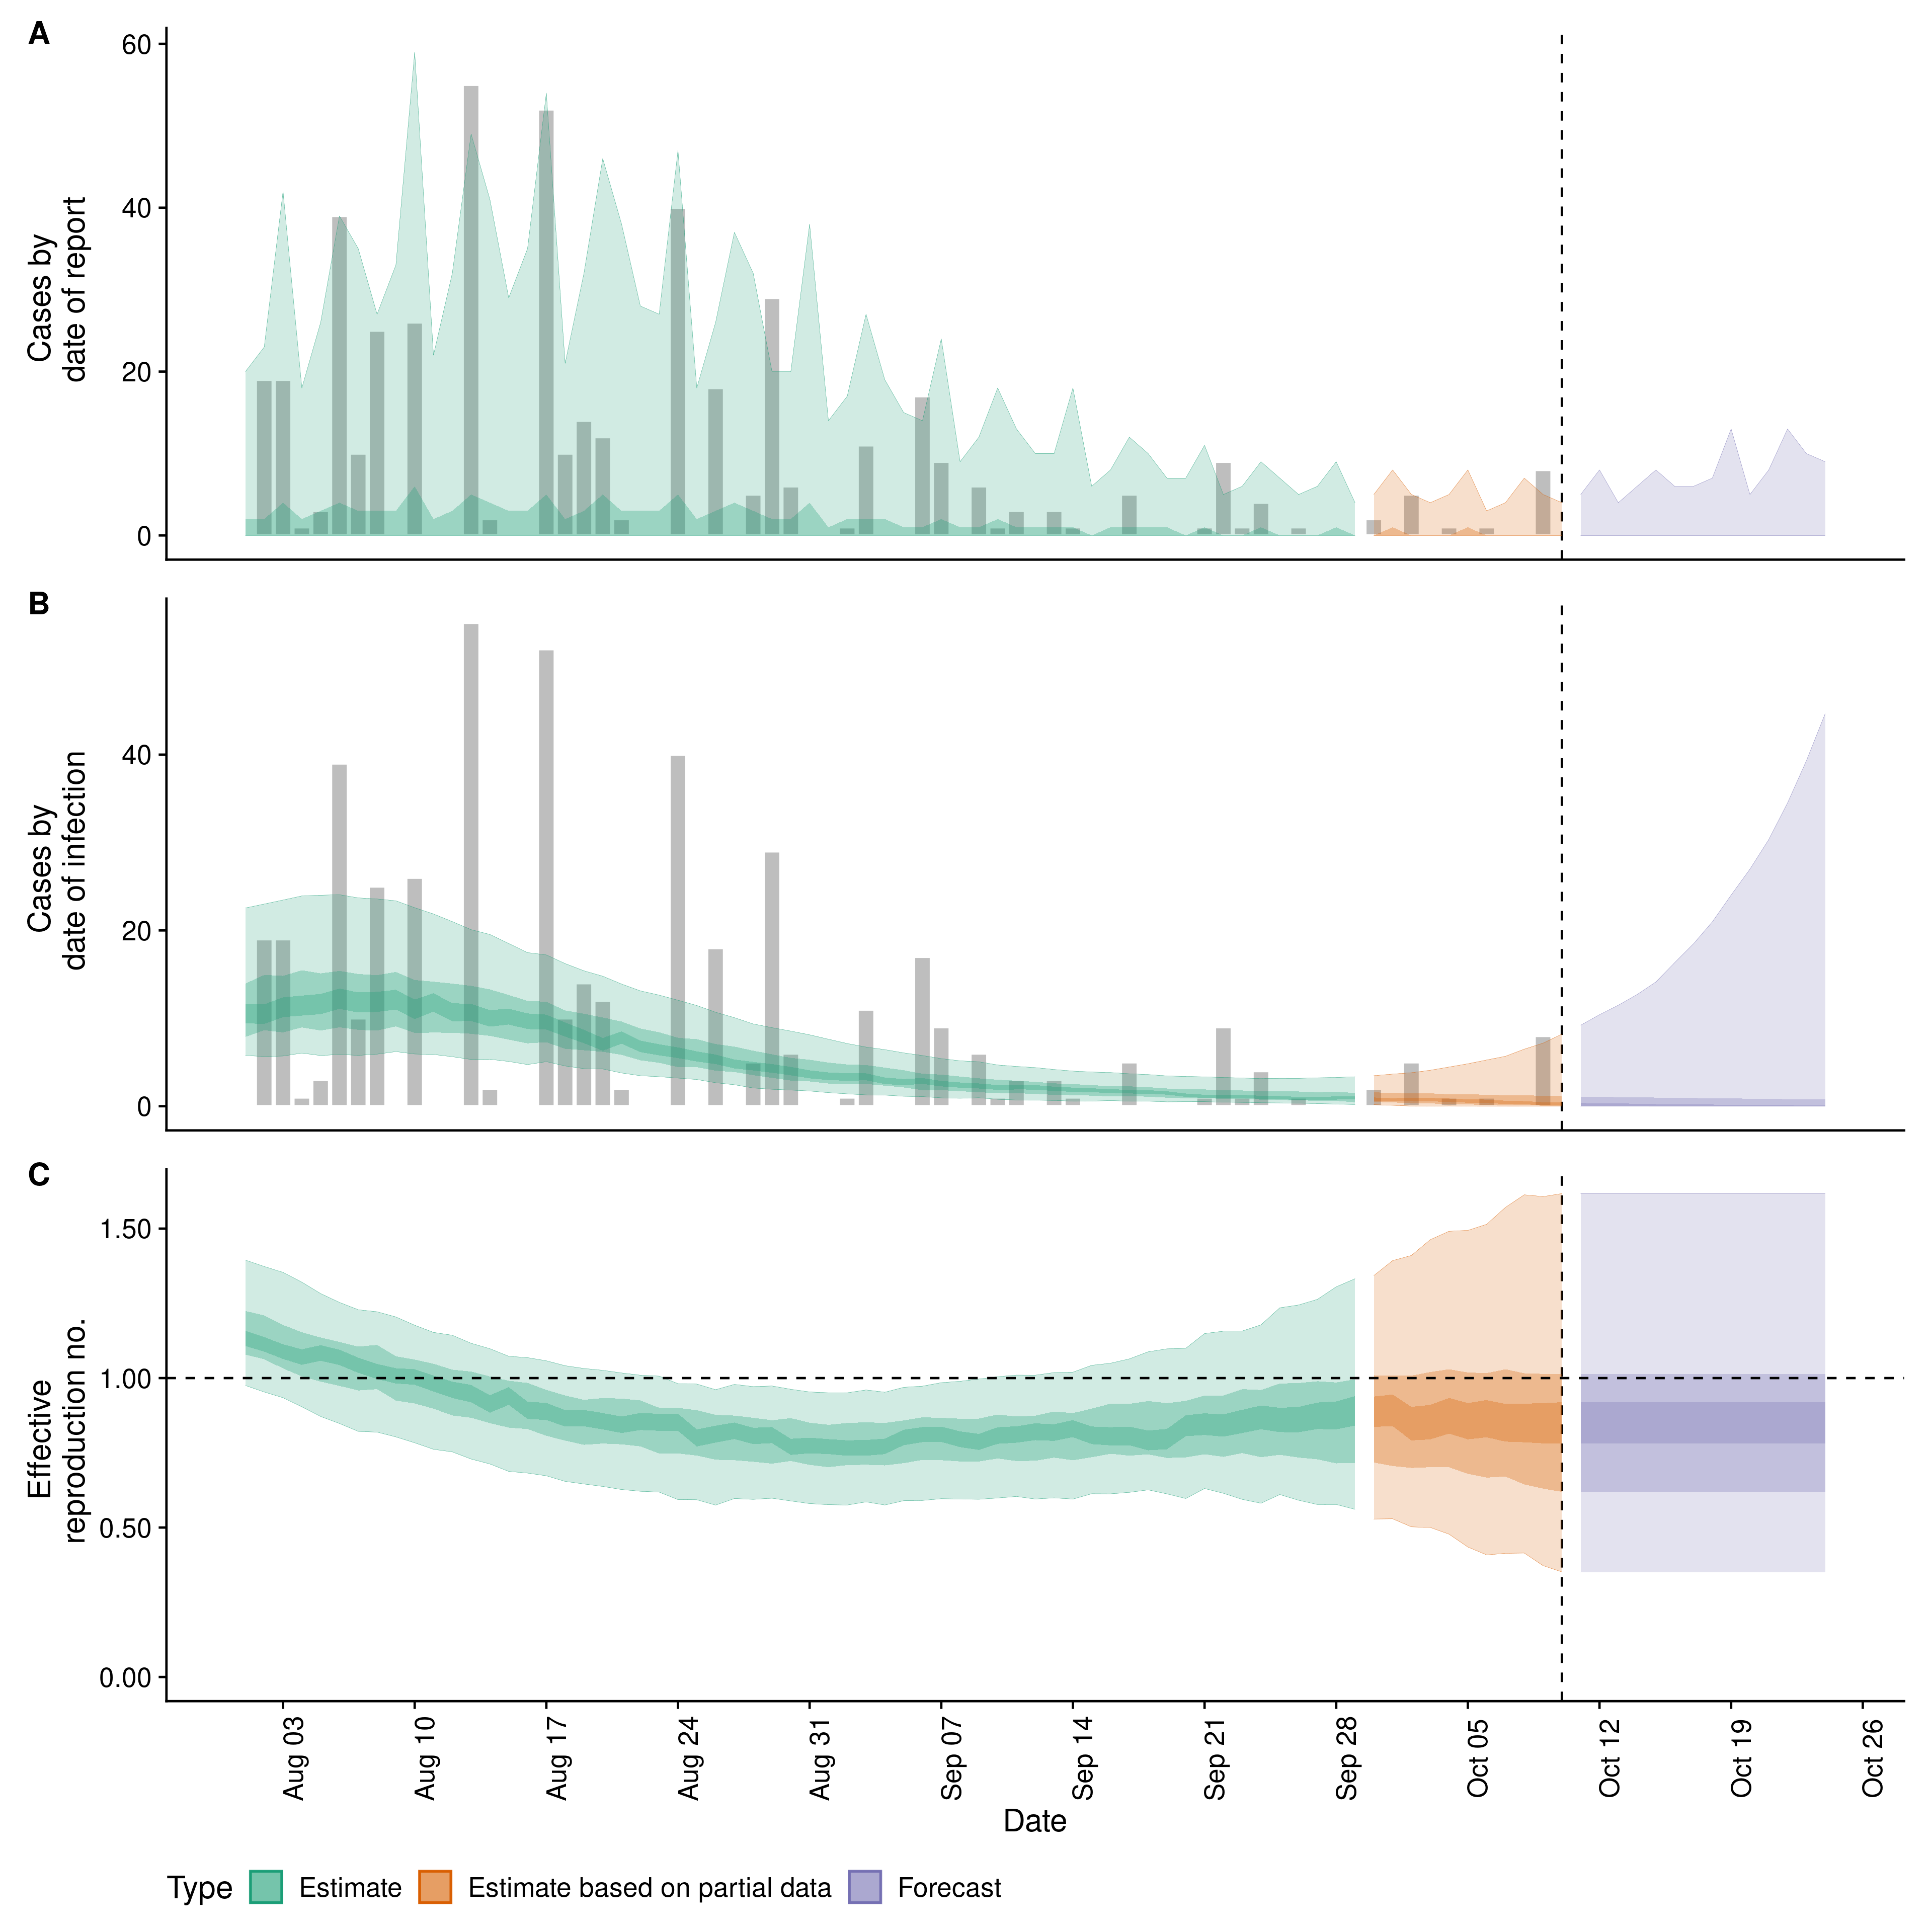 A
Cases by
date of report
60
40
20
0
B
Cases by
date of infection
40
20
0
C
Effective
reproduction no.
1.50
1.00
0.50
0.00
Aug 03
Aug 10
Aug 17
Aug 24
Aug 31
Sep 07
Sep 14
Sep 21
Sep 28
Oct 05
Oct 12
Oct 19
Oct 26
Date
Type
Estimate
Estimate based on partial data
Forecast